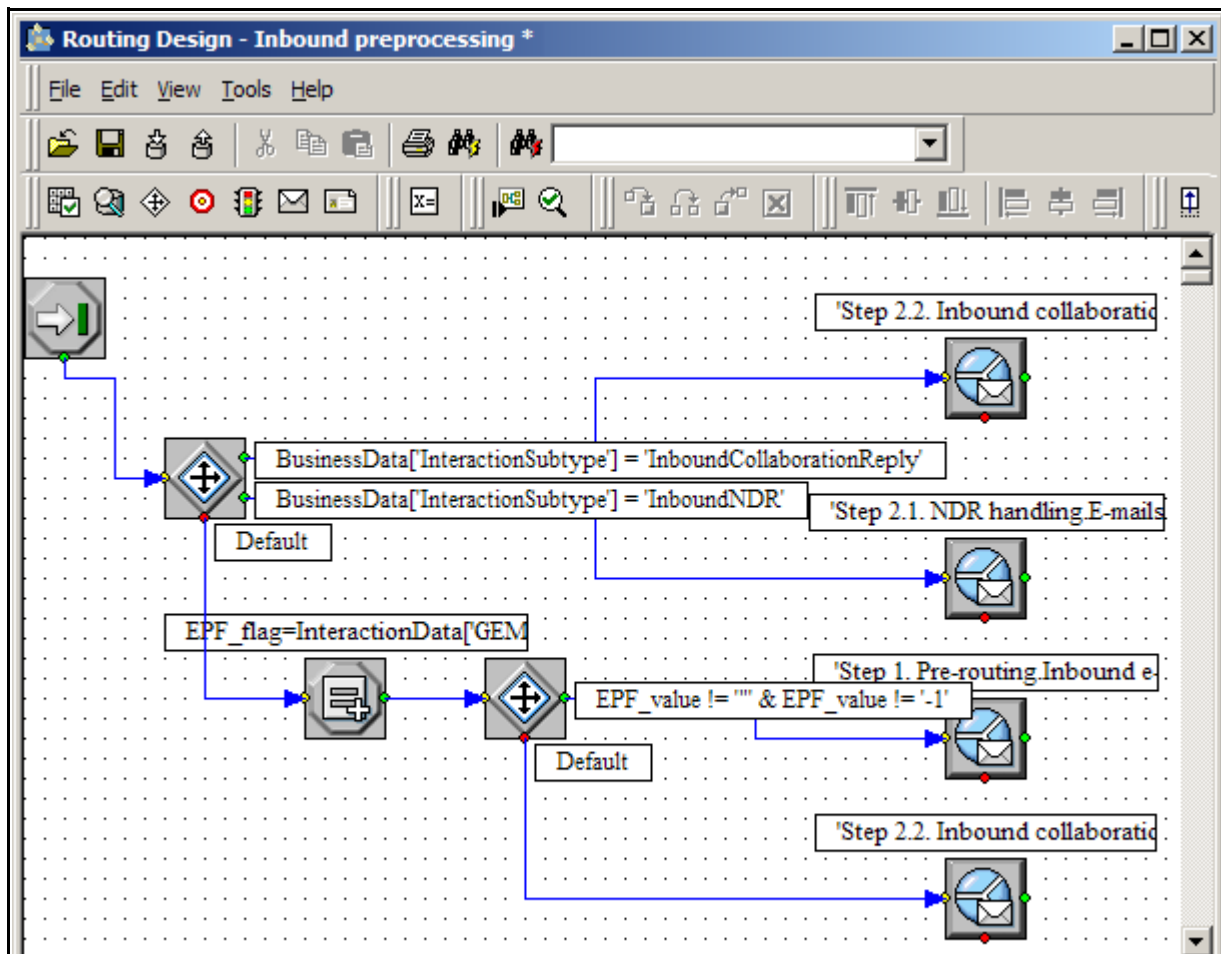 Routing Design - Inbound preprocessing *
File Edit View Tools Help
X=
'Step 2.2. Inbound collaboratio
BusinessData['InteractionSubtype'] = 'InboundCollaborationReply'
BusinessData['InteractionSubtype'] = 'InboundNDR'
'Step 2.1. NDR handling.E-mails.
Default
EPF_flag=InteractionData['GEM
'Step 1. Pre-routing.Inbound e-
EPF_value != '''' & EPF_value != '-1'
Default
'Step 2.2. Inbound collaboratio